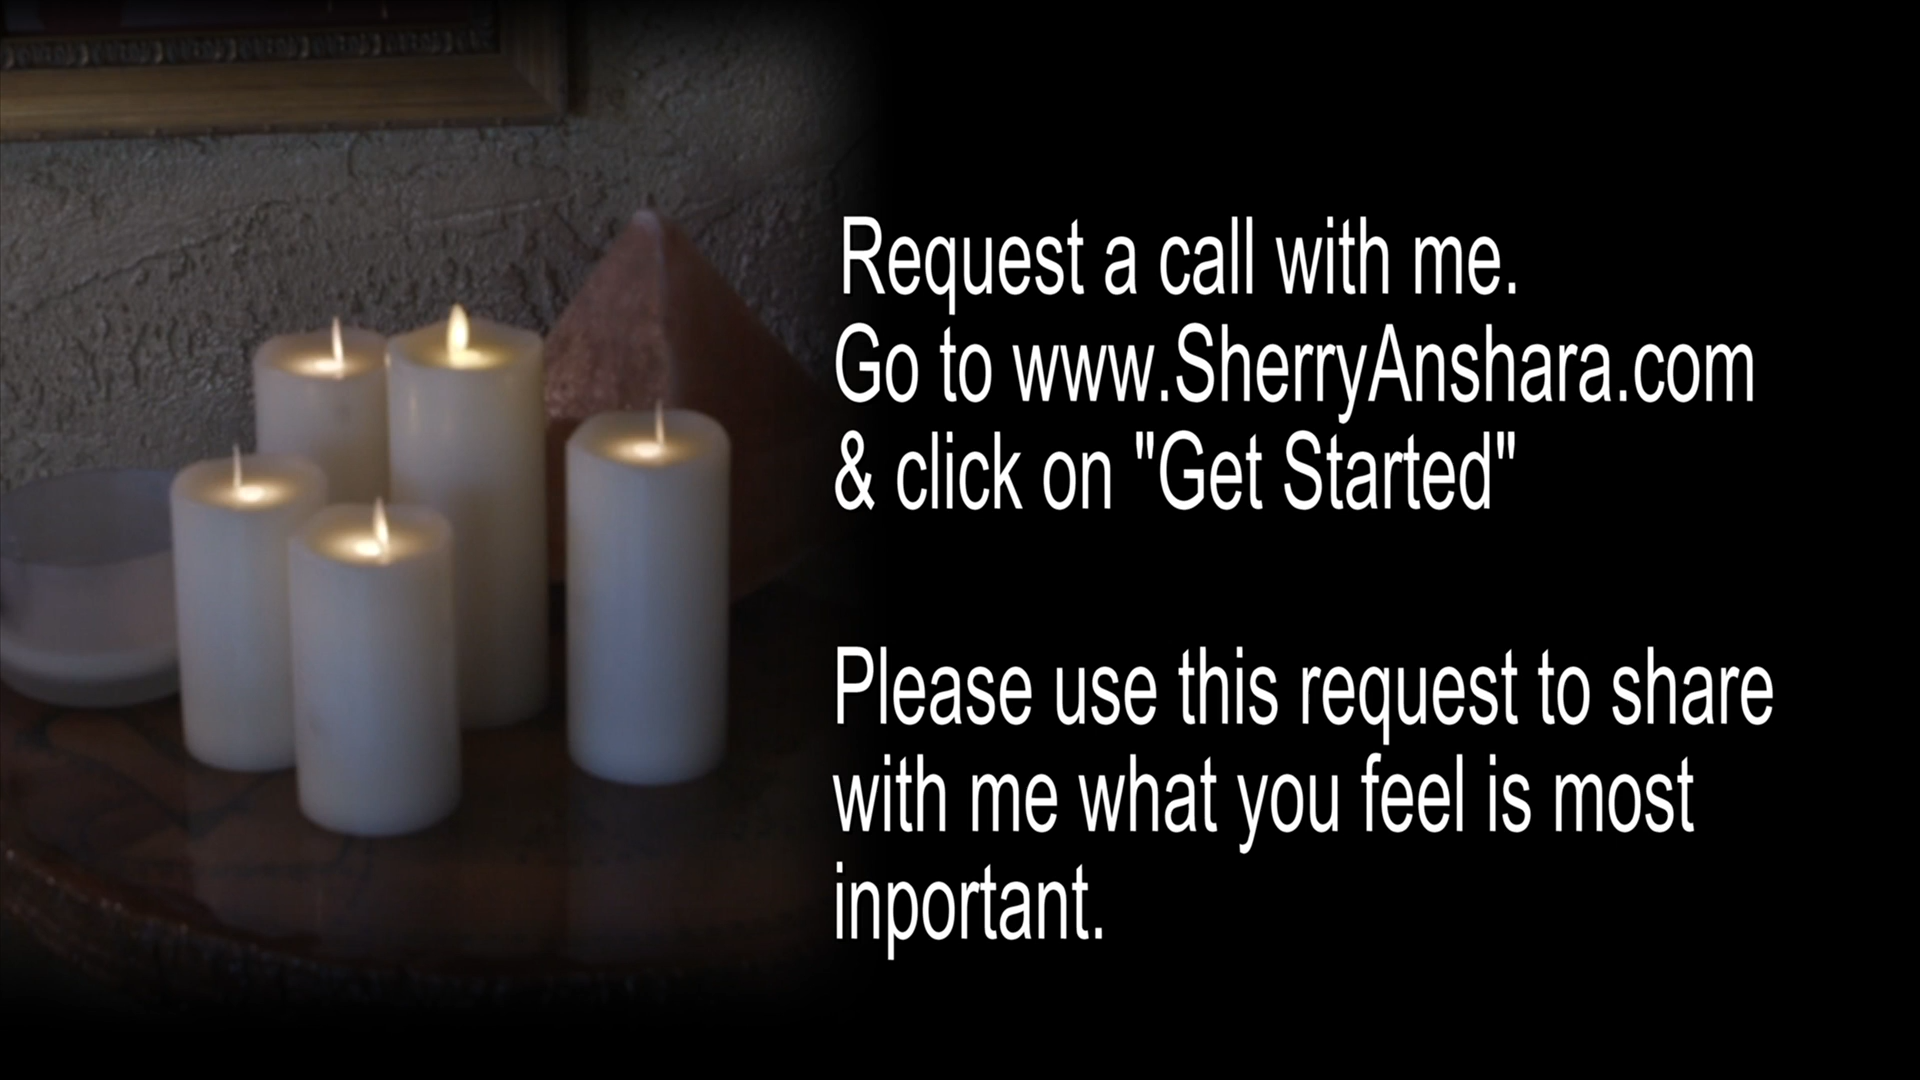 Request a call with me.
Go to www.SherryAnshara.com
& click on "Get Started"
Please use this request to share
with me what you feel is most
inportant.